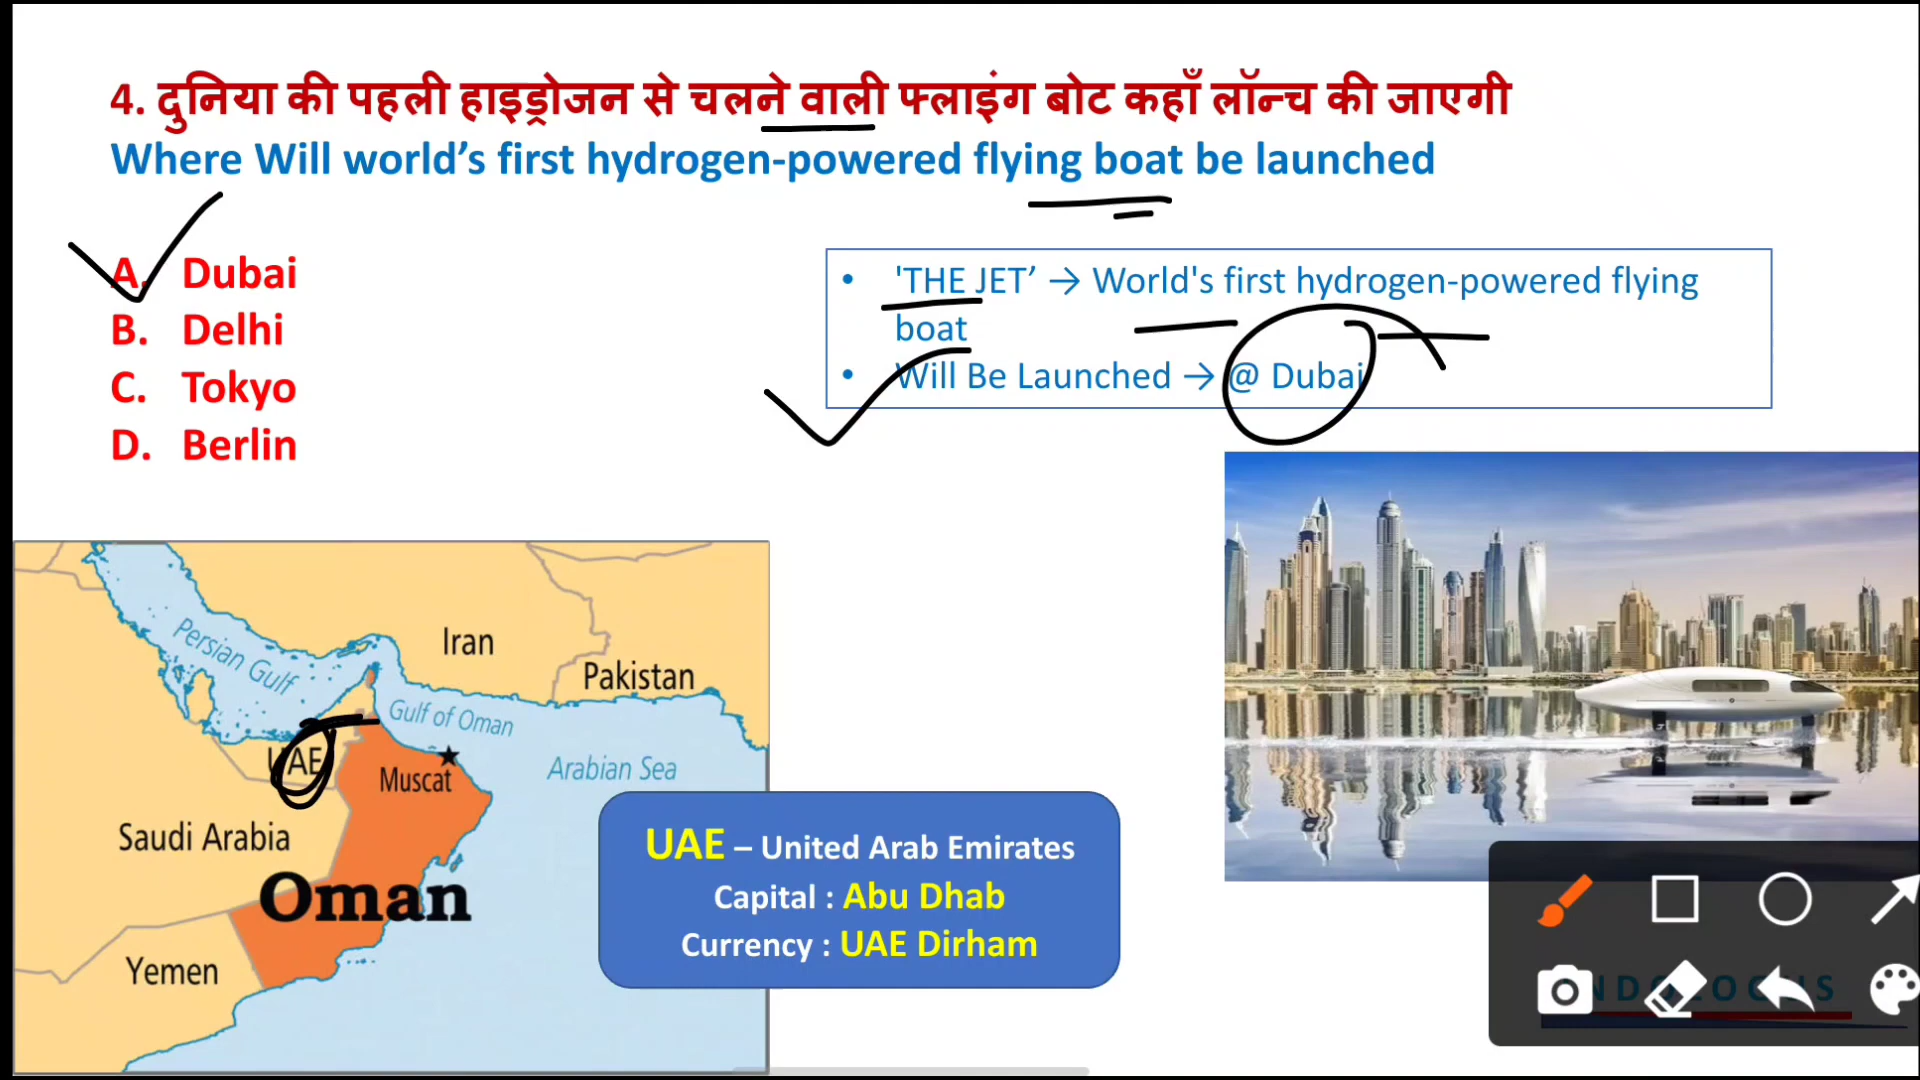 4. दुनिया की पहली हाइड्रोजन से चलने वाली फ्लाइंग बोट कहाँ लॉन्च की जाएगी
Where Will world’s first hydrogen-powered flying boat be launched
A. Dubai
B. Delhi
C. Tokyo
D. Berlin
• 'THE JET’ → World's first hydrogen-powered flying
boat
• Will Be Launched → @ Dubai
Persian Gulf
Iran
Pakistan
Gulf of Oman
UAE
Muscat
Arabian Sea
Saudi Arabia
Oman
Yemen
UAE – United Arab Emirates
Capital : Abu Dhab
Currency : UAE Dirham